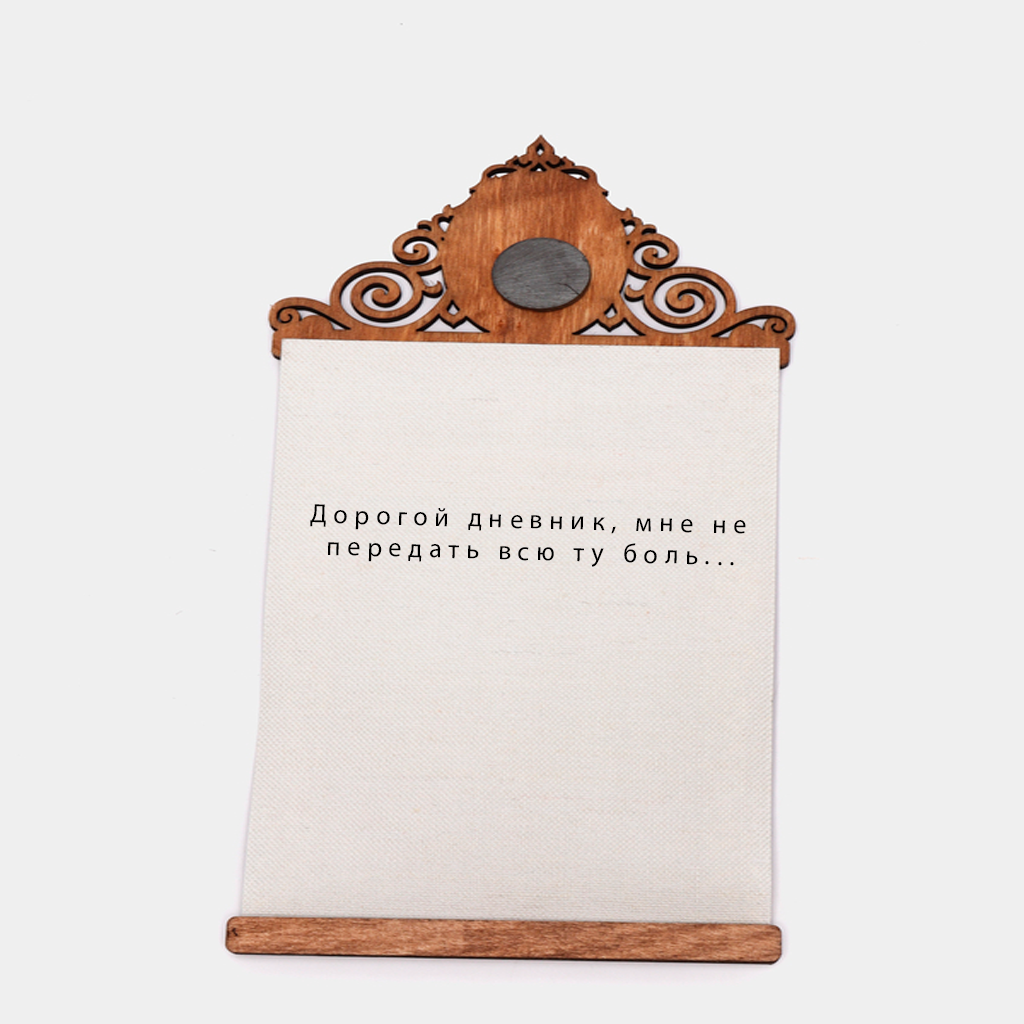 Дорогой дневник, мне не
передать всю ту боль...